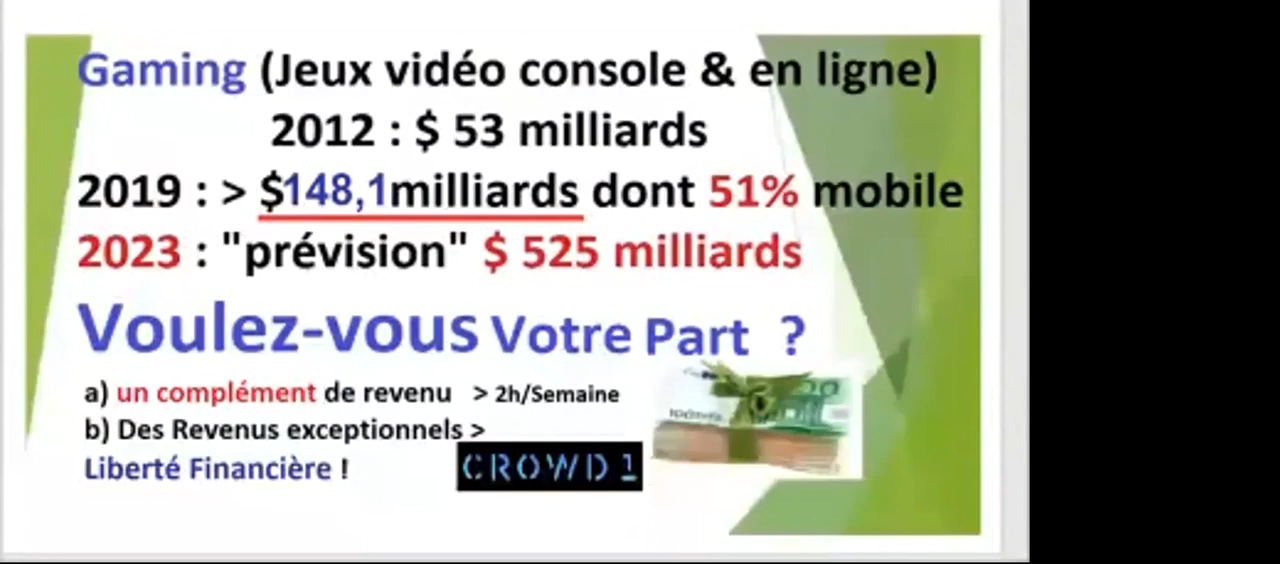 Gaming (Jeux vidéo console & en ligne)
2012 : $ 53 milliards
2019 : > $148,1milliards dont 51% mobile
2023 : "prévision" $ 525 milliards
Voulez-vous Votre Part ?
a) un complément de revenu > 2h/Semaine
b) Des Revenus exceptionnels >
Liberté Financière !
CROWD1